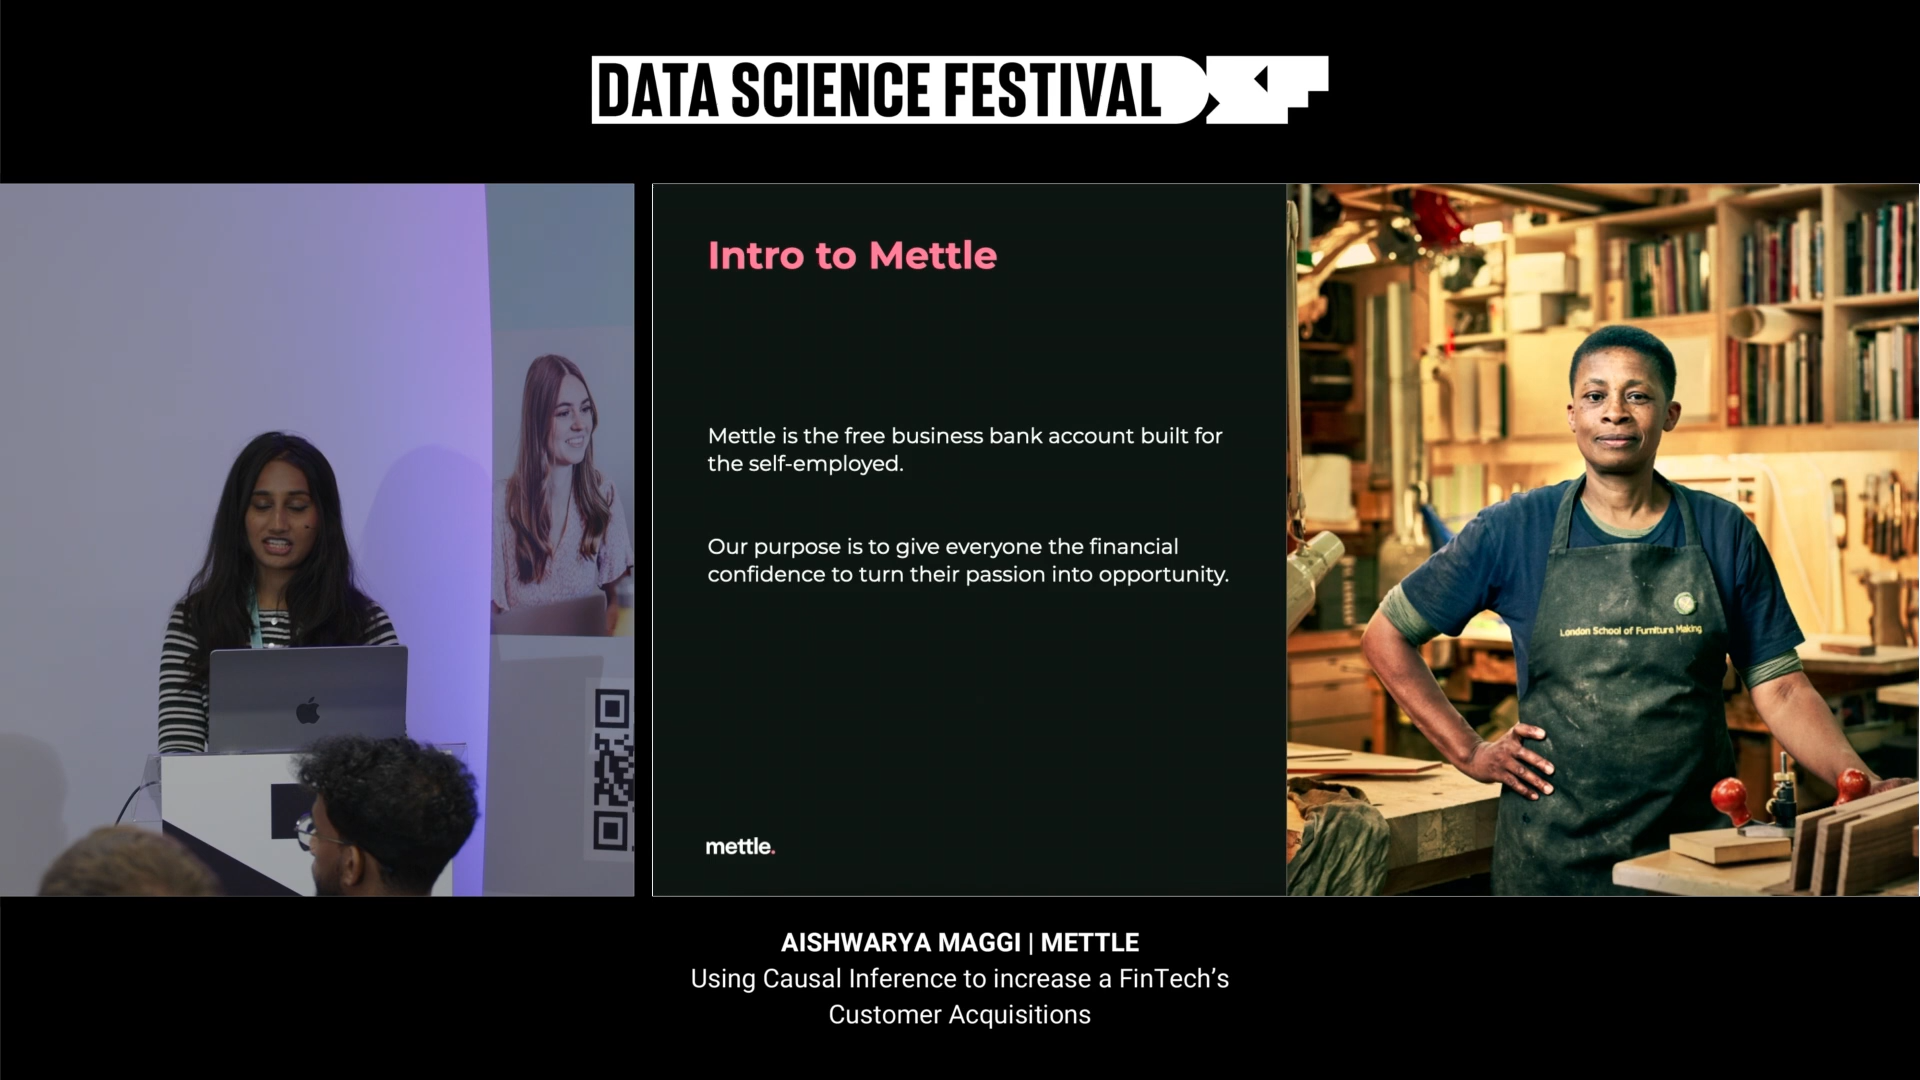 DATA SCIENCE FESTIVAL
Intro to Mettle
Mettle is the free business bank account built for
the self-employed.
Our purpose is to give everyone the financial
confidence to turn their passion into opportunity.
mettle.
London School of Furniture Making
AISHWARYA MAGGI | METTLE
Using Causal Inference to increase a FinTech’s
Customer Acquisitions